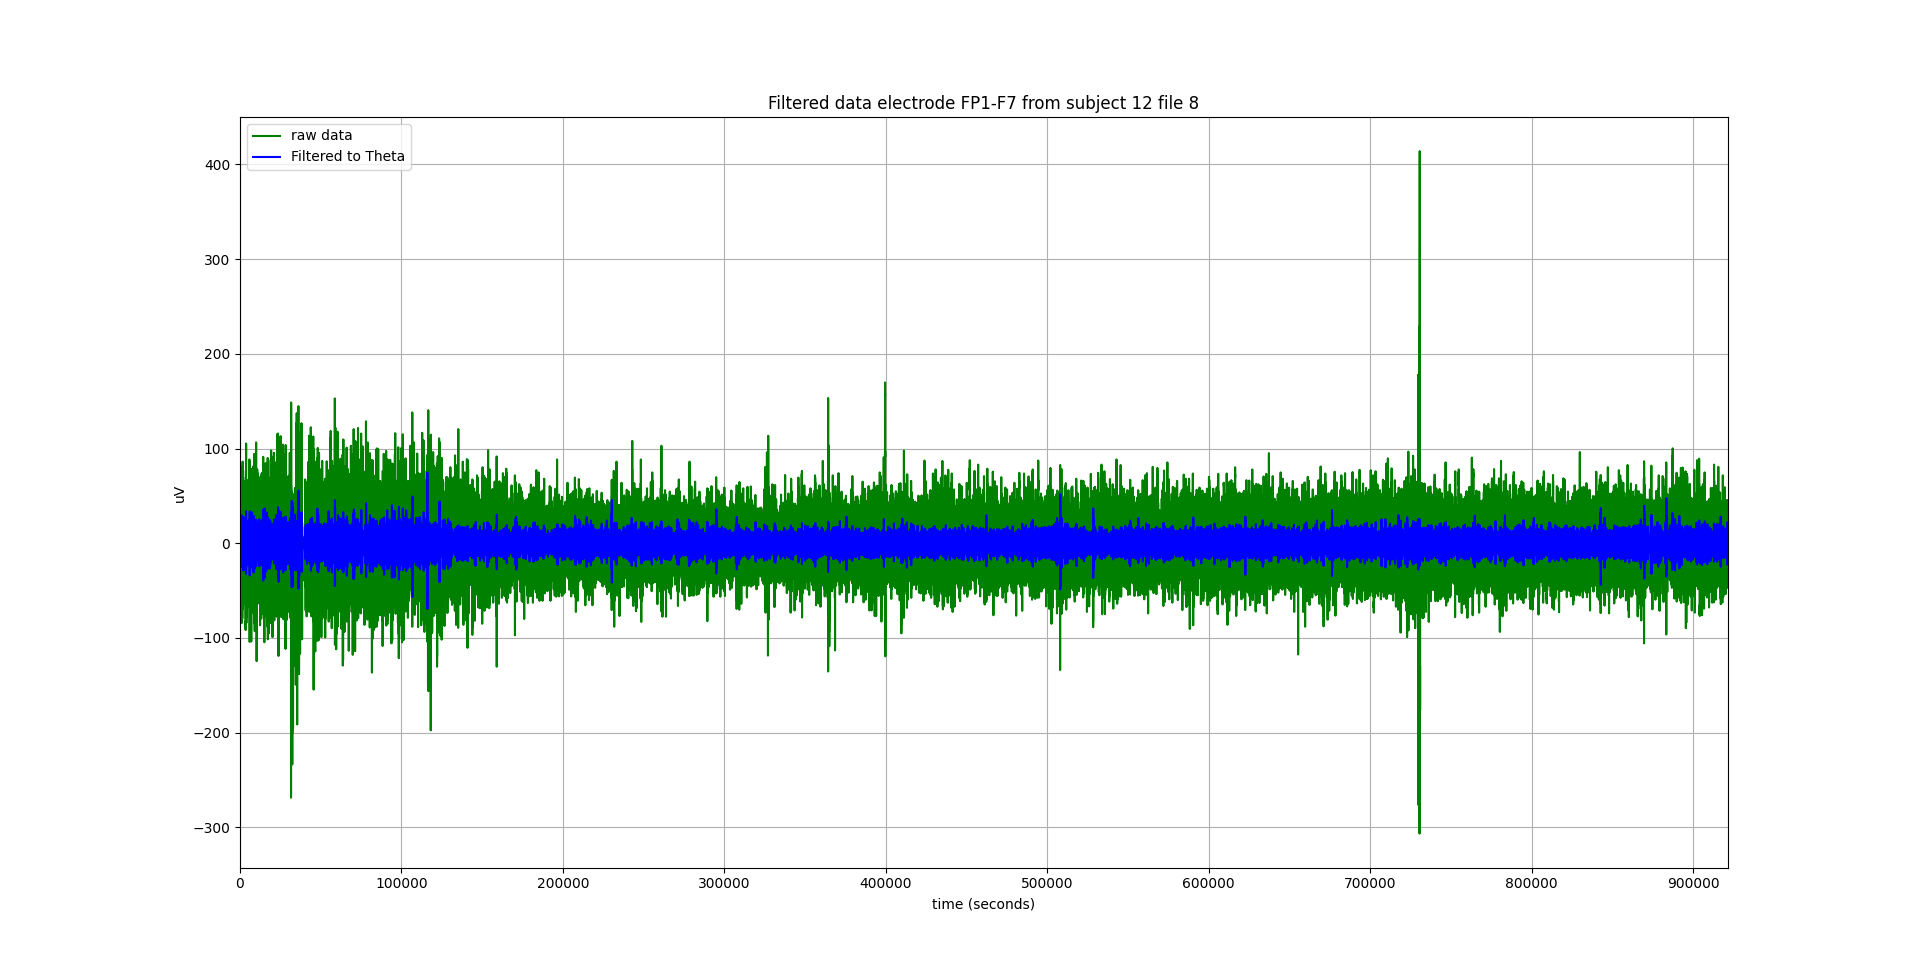 Filtered data electrode FP1-F7 from subject 12 file 8
raw data
Filtered to Theta
400
300
200
100
0
−100
−200
−300
uV
0 100000 200000 300000 400000 500000 600000 700000 800000 900000
time (seconds)